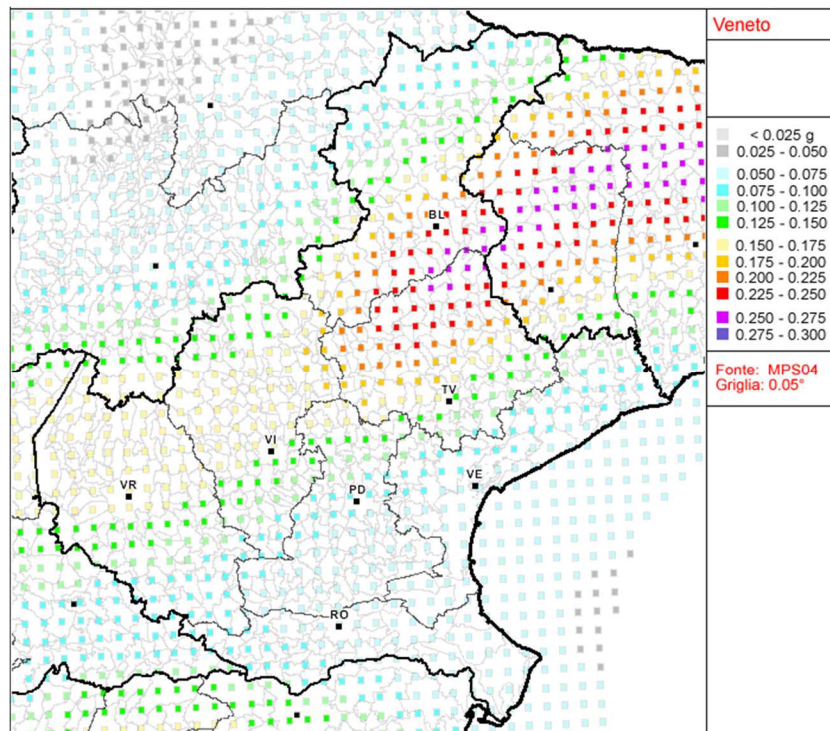 Veneto
< 0.025 g
0.025 - 0.050
0.050 - 0.075
0.075 - 0.100
0.100 - 0.125
0.125 - 0.150
0.150 - 0.175
0.175 - 0.200
0.200 - 0.225
0.225 - 0.250
0.250 - 0.275
0.275 - 0.300
Fonte: MPS04
Griglia: 0.05°
BL
TV
VI
VR
PD
VE
RO